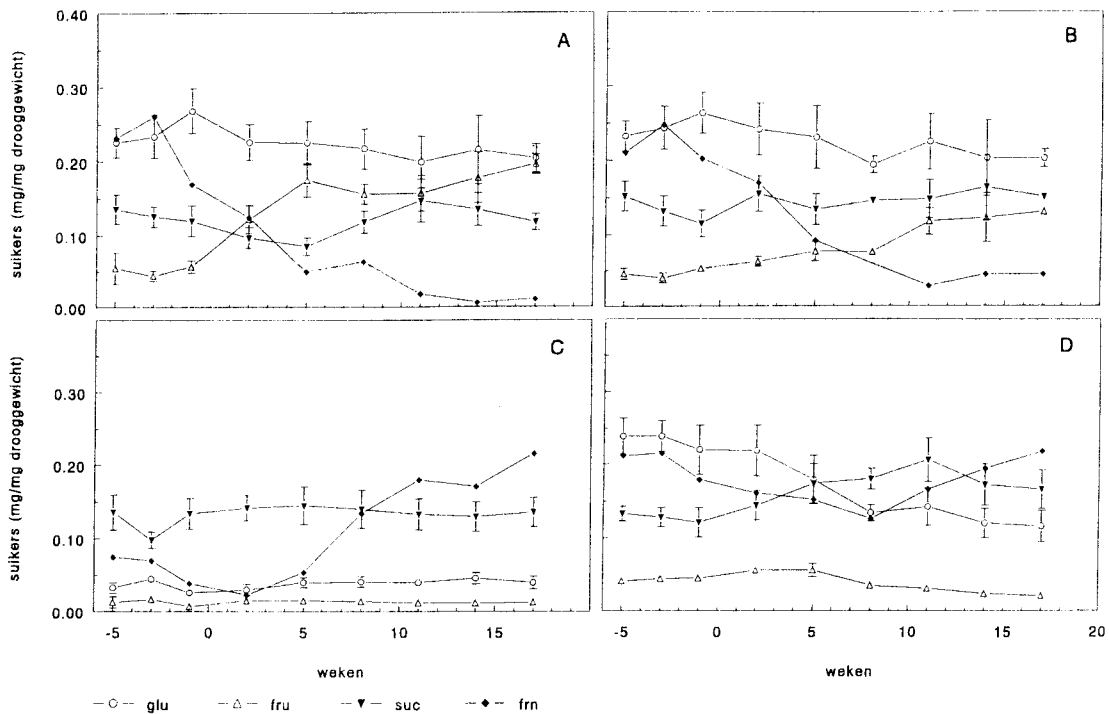 0.40
A
B
0.30
0.20
0.10
0.00
suikers (mg/mg drooggewicht)
C
D
0.30
0.20
0.10
0.00
suikers (mg/mg drooggewicht)
-5 0 5 10 15
-5 0 5 10 15 20
weken
weken
glu fru suc frn